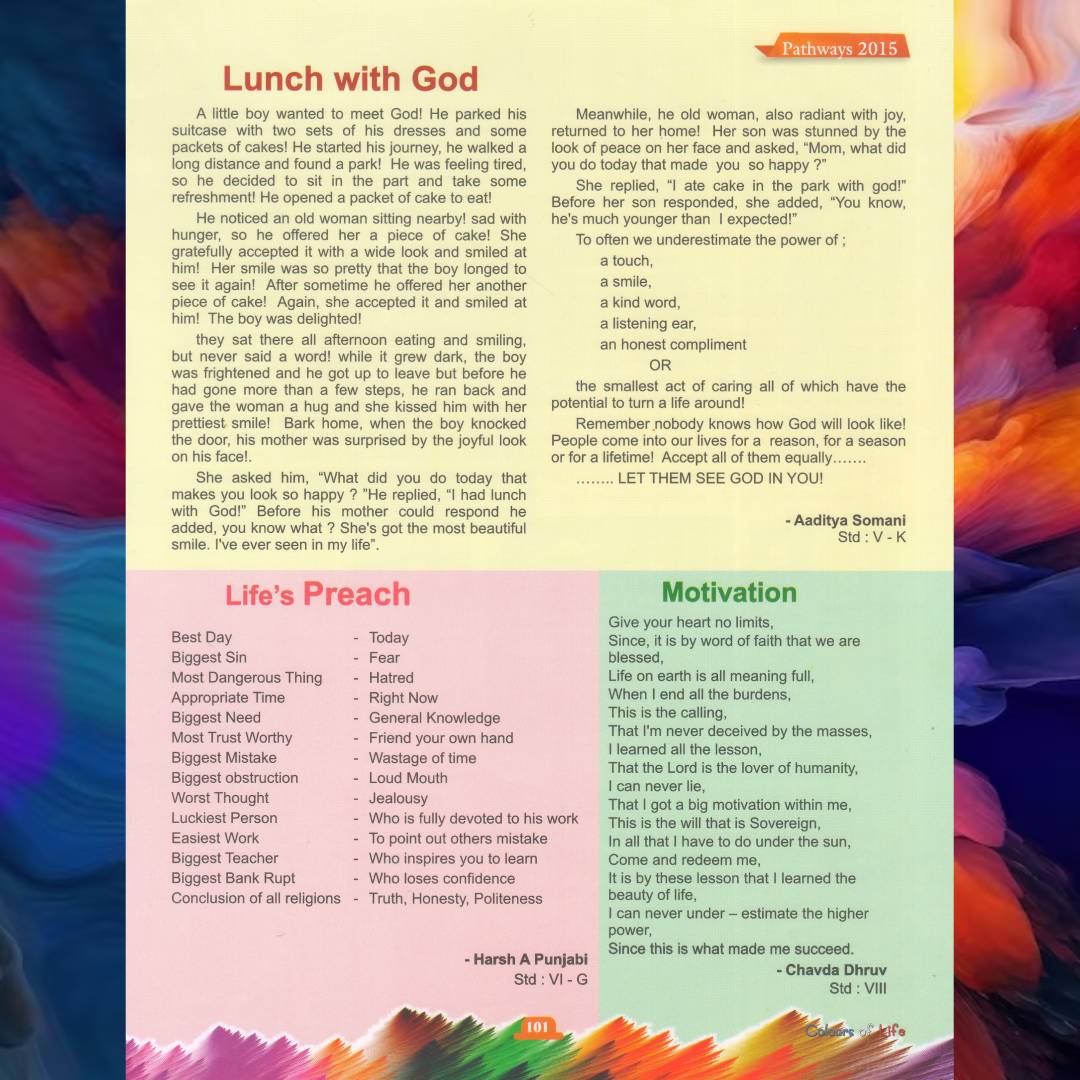 Pathways 2015
Lunch with God
A little boy wanted to meet God! He parked his
suitcase with two sets of his dresses and some
packets of cakes! He started his journey, he walked a
long distance and found a park! He was feeling tired,
so he decided to sit in the part and take some
refreshment! He opened a packet of cake to eat!
He noticed an old woman sitting nearby! sad with
hunger, so he offered her a piece of cake! She
gratefully accepted it with a wide look and smiled at
him! Her smile was so pretty that the boy longed to
see it again! After sometime he offered her another
piece of cake! Again, she accepted it and smiled at
him! The boy was delighted!
they sat there all afternoon eating and smiling,
but never said a word! while it grew dark, the boy
was frightened and he got up to leave but before he
had gone more than a few steps, he ran back and
gave the woman a hug and she kissed him with her
prettiest smile! Bark home, when the boy knocked
the door, his mother was surprised by the joyful look
on his face!.
She asked him, “What did you do today that
makes you look so happy ? ”He replied, “I had lunch
with God!” Before his mother could respond he
added, you know what ? She's got the most beautiful
smile. I've ever seen in my life”.
Meanwhile, he old woman, also radiant with joy,
returned to her home! Her son was stunned by the
look of peace on her face and asked, “Mom, what did
you do today that made you so happy ?”
She replied, “I ate cake in the park with god!”
Before her son responded, she added, “You know,
he's much younger than I expected!”
To often we underestimate the power of ;
a touch,
a smile,
a kind word,
a listening ear,
an honest compliment
OR
the smallest act of caring all of which have the
potential to turn a life around!
Remember nobody knows how God will look like!
People come into our lives for a reason, for a season
or for a lifetime! Accept all of them equally…….
…….. LET THEM SEE GOD IN YOU!
- Aaditya Somani
Std : V - K
Life’s Preach
Best Day - Today
Biggest Sin - Fear
Most Dangerous Thing - Hatred
Appropriate Time - Right Now
Biggest Need - General Knowledge
Most Trust Worthy - Friend your own hand
Biggest Mistake - Wastage of time
Biggest obstruction - Loud Mouth
Worst Thought - Jealousy
Luckiest Person - Who is fully devoted to his work
Easiest Work - To point out others mistake
Biggest Teacher - Who inspires you to learn
Biggest Bank Rupt - Who loses confidence
Conclusion of all religions - Truth, Honesty, Politeness
- Harsh A Punjabi
Std : VI - G
Motivation
Give your heart no limits,
Since, it is by word of faith that we are
blessed,
Life on earth is all meaning full,
When I end all the burdens,
This is the calling,
That I'm never deceived by the masses,
I learned all the lesson,
That the Lord is the lover of humanity,
I can never lie,
That I got a big motivation within me,
This is the will that is Sovereign,
In all that I have to do under the sun,
Come and redeem me,
It is by these lesson that I learned the
beauty of life,
I can never under – estimate the higher
power,
Since this is what made me succeed.
- Chavda Dhruv
Std : VIII
101
Colours of Life